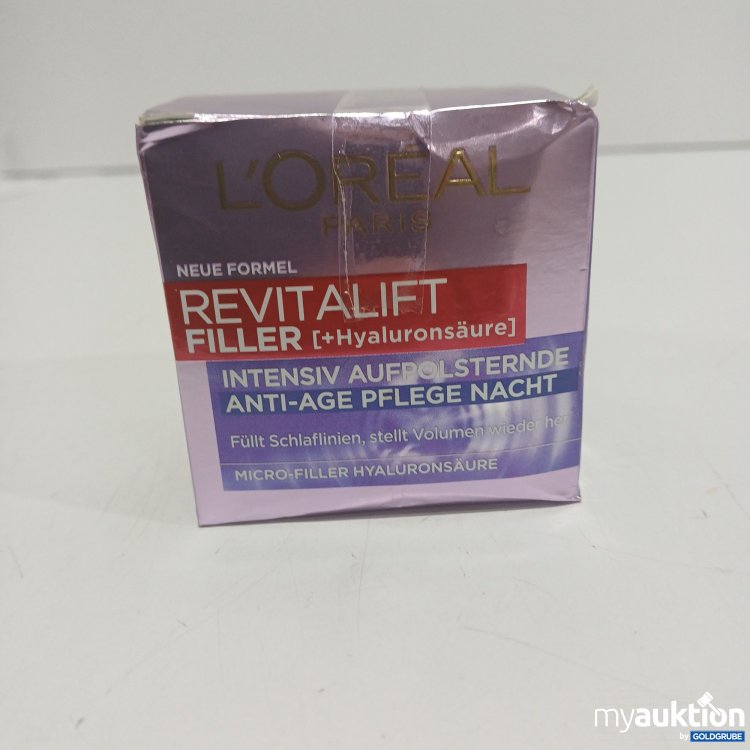 L'ORÉAL
PARIS
NEUE FORMEL
REVITALIFT
FILLER [+Hyaluronsäure]
INTENSIV AUFPOLSTERNDE
ANTI-AGE PFLEGE NACHT
Füllt Schlaflinien, stellt Volumen wieder her
MICRO-FILLER HYALURONSÄURE
myauktion
by GOLDGRUBE